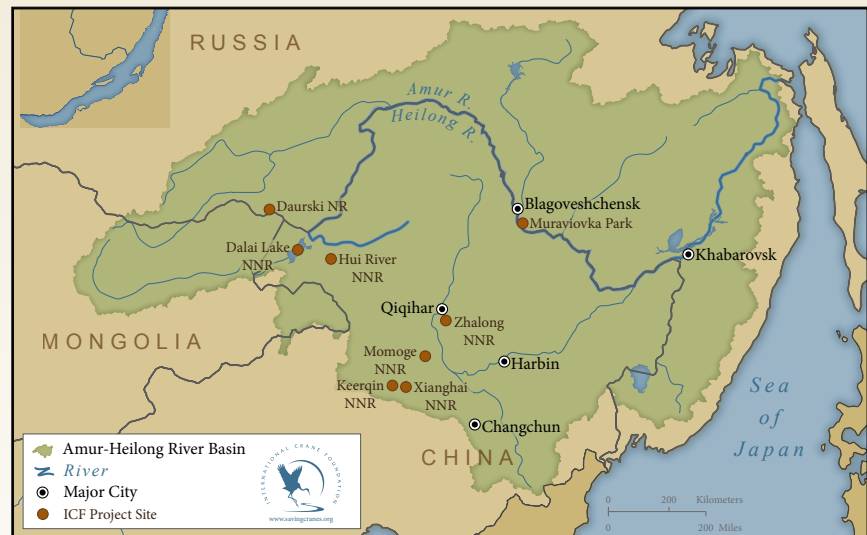 RUSSIA
Amur R.
Heilong R.
Blagoveshchensk
Muraviovka Park
Daurski NR
Dalai Lake
NNR
Hui River
NNR
Khabarovsk
MONGOLIA
Qiqihar
Zhalong
NNR
Momoge
NNR
Harbin
Keerqin
NNR
Xianghai
NNR
Changchun
CHINA
Sea
of
Japan
Amur-Heilong River Basin
River
Major City
ICF Project Site
INTERNATIONAL CRANE FOUNDATION
www.savingcranes.org
0 200 Kilometers
0 200 Miles